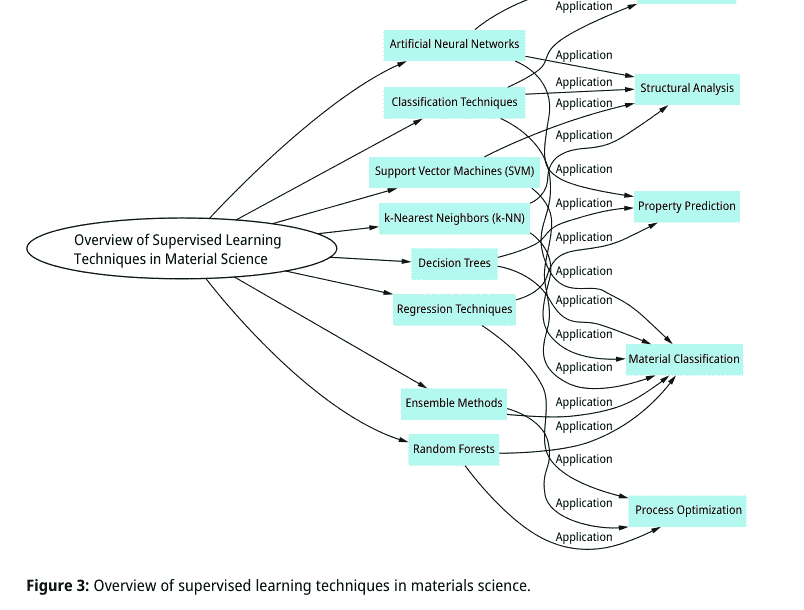 Application
Artificial Neural Networks
Application
Structural Analysis
Application
Classification Techniques
Application
Application
Support Vector Machines (SVM)
Application
Application
Property Prediction
k-Nearest Neighbors (k-NN)
Application
Overview of Supervised Learning
Techniques in Material Science
Decision Trees
Application
Application
Regression Techniques
Application
Material Classification
Application
Ensemble Methods
Application
Application
Random Forests
Application
Application
Process Optimization
Application
Figure 3: Overview of supervised learning techniques in materials science.